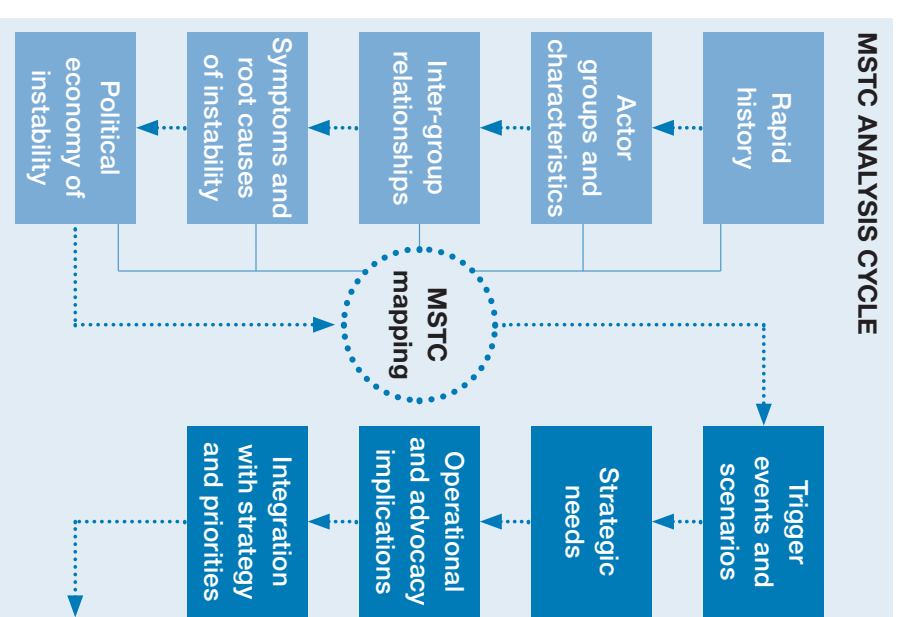 MSTC ANALYSIS CYCLE
Rapid
history
Actor
groups and
characteristics
Inter-group
relationships
Symptoms and
root causes
of instability
Political
economy of
instability
MSTC
mapping
Trigger
events and
scenarios
Strategic
needs
Operational
and advocacy
implications
Integration
with strategy
and priorities